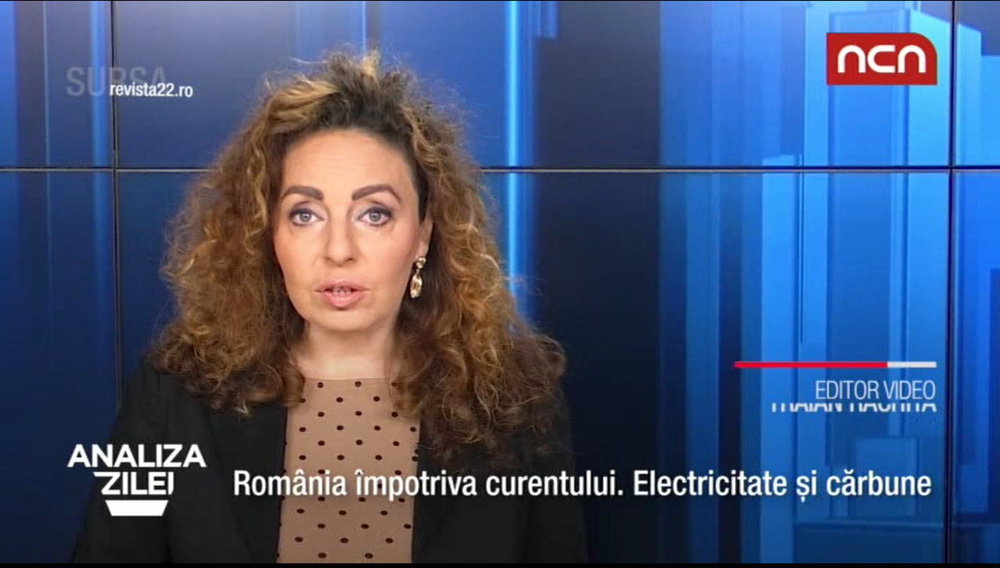 SURSA
revista22.ro
ncn
EDITOR VIDEO
ANALIZA
ZILEI
România împotriva curentului. Electricitate și cărbune